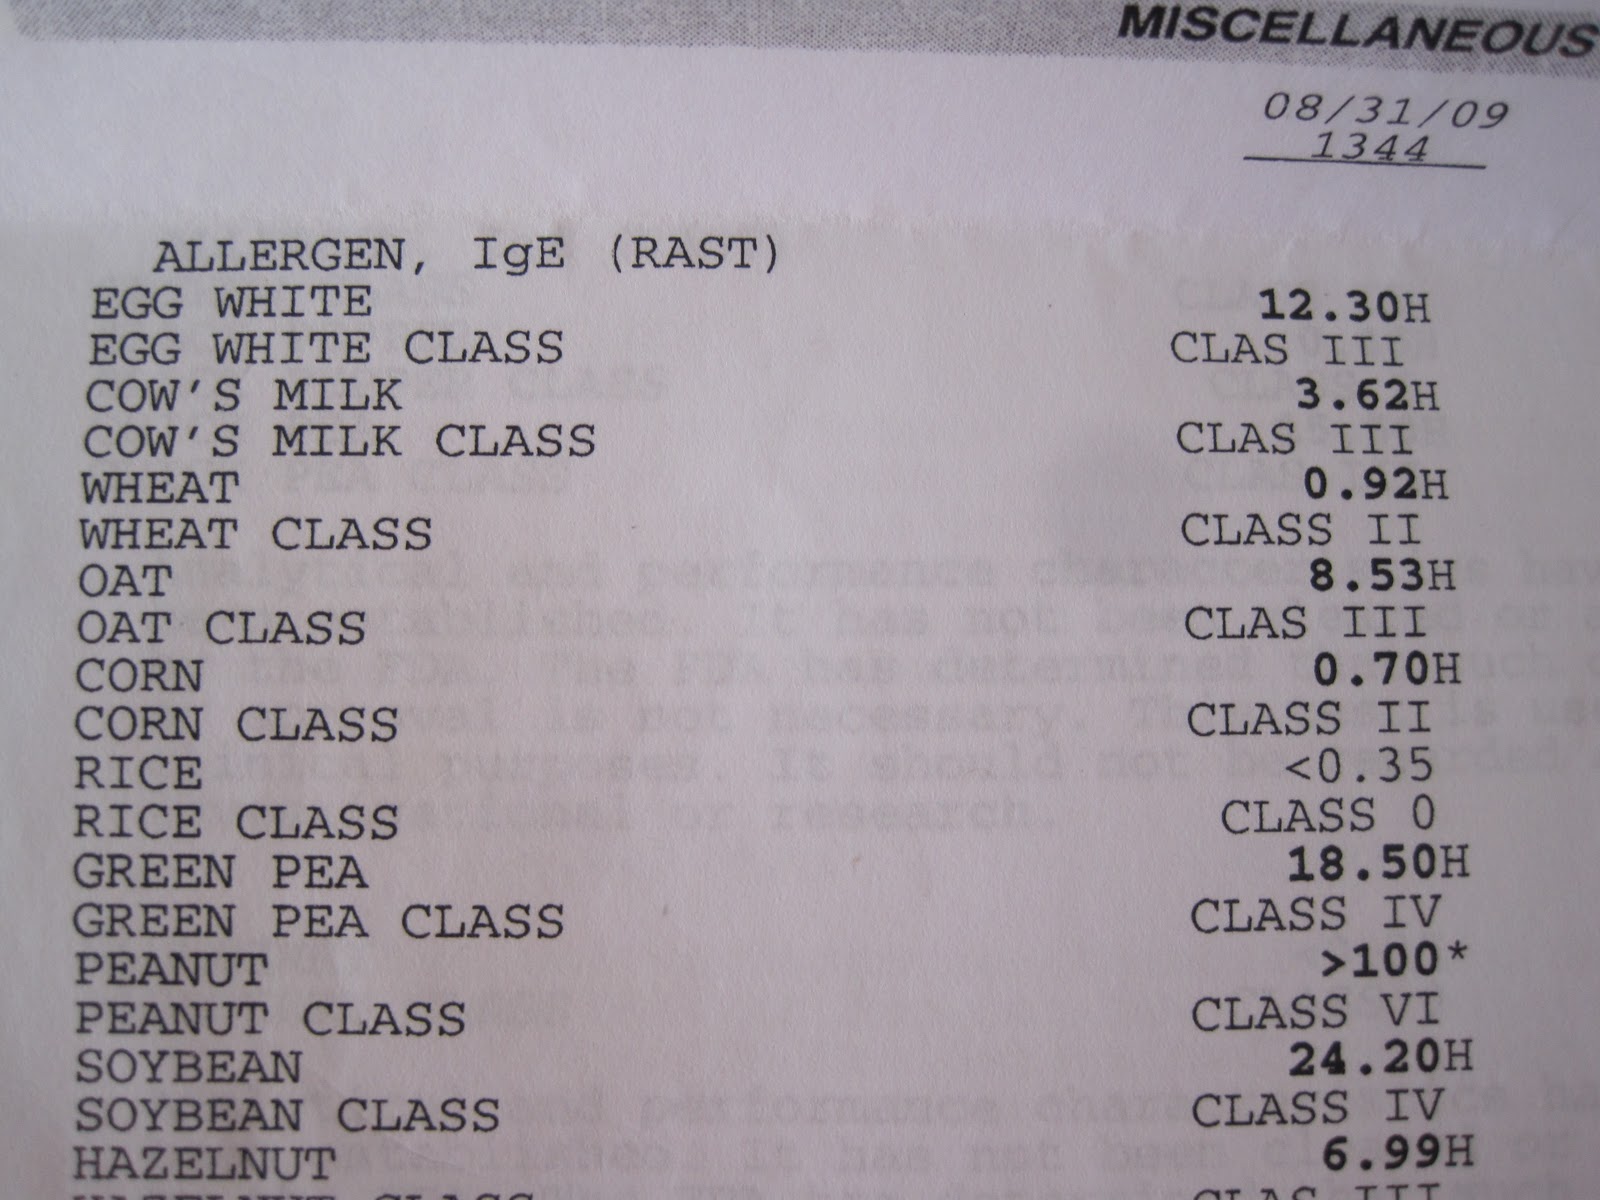 MISCELLANEOUS
08/31/09
1344
ALLERGEN, IgE (RAST)
EGG WHITE 12.30H
EGG WHITE CLASS CLAS III
COW'S MILK 3.62H
COW'S MILK CLASS CLAS III
WHEAT 0.92H
WHEAT CLASS CLASS II
OAT 8.53H
OAT CLASS CLAS III
CORN 0.70H
CORN CLASS CLASS II
RICE <0.35
RICE CLASS CLASS 0
GREEN PEA 18.50H
GREEN PEA CLASS CLASS IV
PEANUT >100*
PEANUT CLASS CLASS VI
SOYBEAN 24.20H
SOYBEAN CLASS CLASS IV
HAZELNUT 6.99H
HAZELNUT CLASS CLAS III